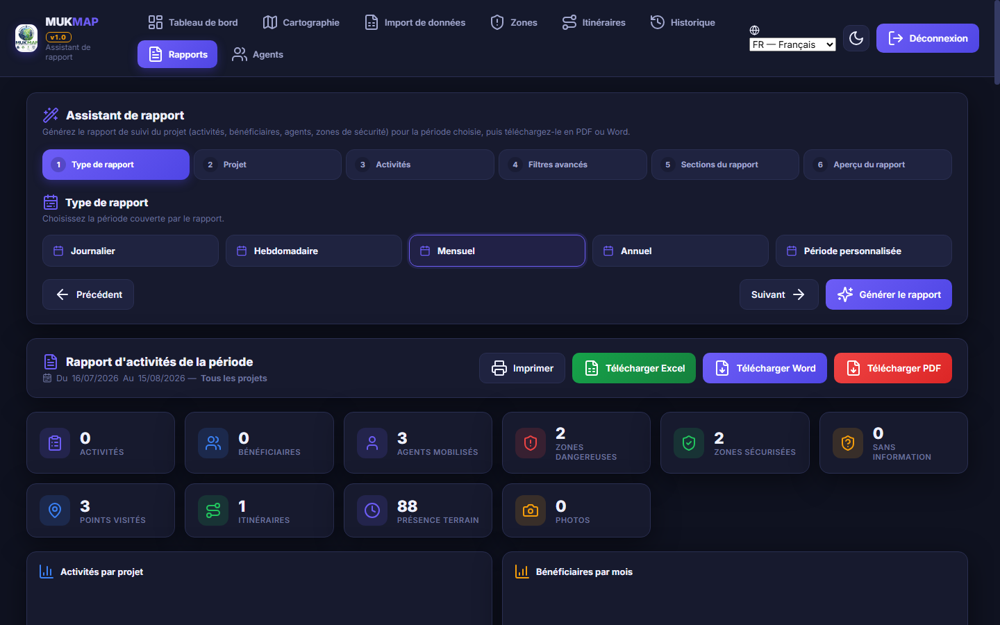 MUKMAP
v1.0
Assistant de
rapport
Tableau de bord
Cartographie
Import de données
Zones
Itinéraires
Historique
Rapports
Agents
FR — Français
Déconnexion
Assistant de rapport
Générez le rapport de suivi du projet (activités, bénéficiaires, agents, zones de sécurité) pour la période choisie, puis téléchargez-le en PDF ou Word.
1 Type de rapport
2 Projet
3 Activités
4 Filtres avancés
5 Sections du rapport
6 Aperçu du rapport
Type de rapport
Choisissez la période couverte par le rapport.
Journalier
Hebdomadaire
Mensuel
Annuel
Période personnalisée
Précédent
Suivant
Générer le rapport
Rapport d'activités de la période
Du 16/07/2026 Au 15/08/2026 — Tous les projets
Imprimer
Télécharger Excel
Télécharger Word
Télécharger PDF
0
ACTIVITÉS
0
BÉNÉFICIAIRES
3
AGENTS MOBILISÉS
2
ZONES
DANGEREUSES
2
ZONES SÉCURISÉES
0
SANS
INFORMATION
3
POINTS VISITÉS
1
ITINÉRAIRES
88
PRÉSENCE TERRAIN
0
PHOTOS
Activités par projet
Bénéficiaires par mois